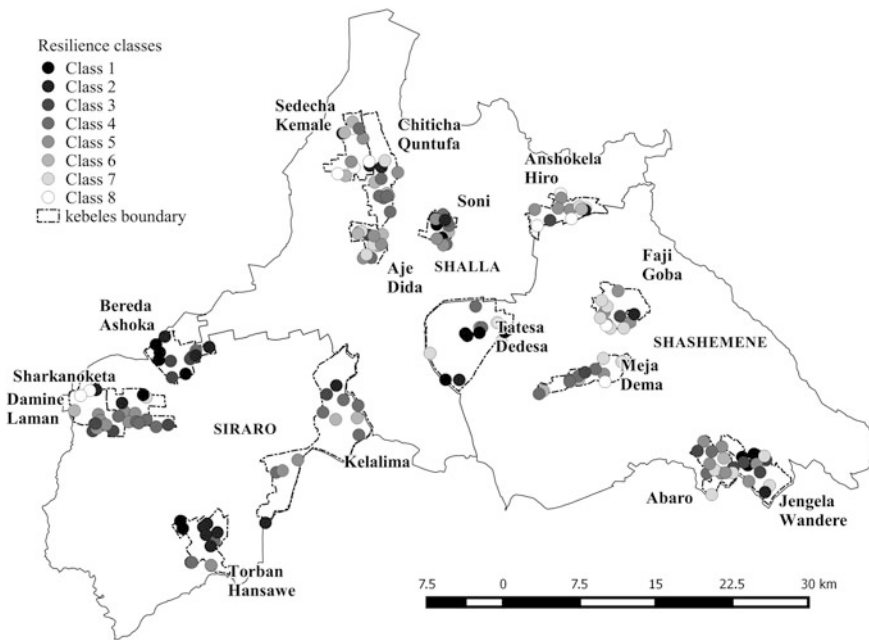 Resilience classes
Class 1
Class 2
Class 3
Class 4
Class 5
Class 6
Class 7
Class 8
kebeles boundary
Sedecha
Kemale
Chiticha
Quntufa
Anshokela
Hiro
Soni
SHALLA
Aje
Dida
Faji
Goba
Bereda
Ashoka
Tatesa
Dedesa
SHASHEMENE
Meja
Dema
Sharkanoketa
Damine
Laman
SIRARO
Kelalima
Abaro
Jengela
Wandere
Torban
Hansawe
7.5 0 7.5 15 22.5 30 km